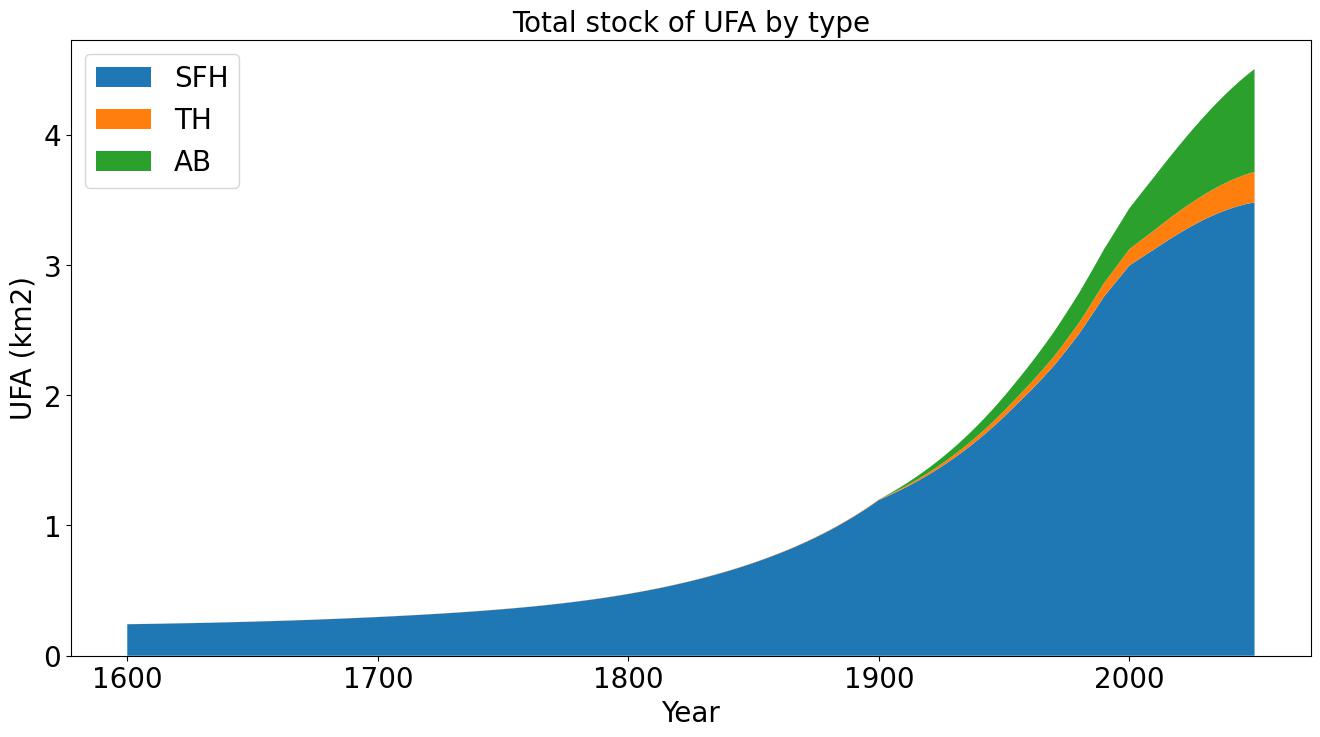 Total stock of UFA by type
SFH
TH
AB
UFA (km2)
4
3
2
1
0
1600 1700 1800 1900 2000
Year